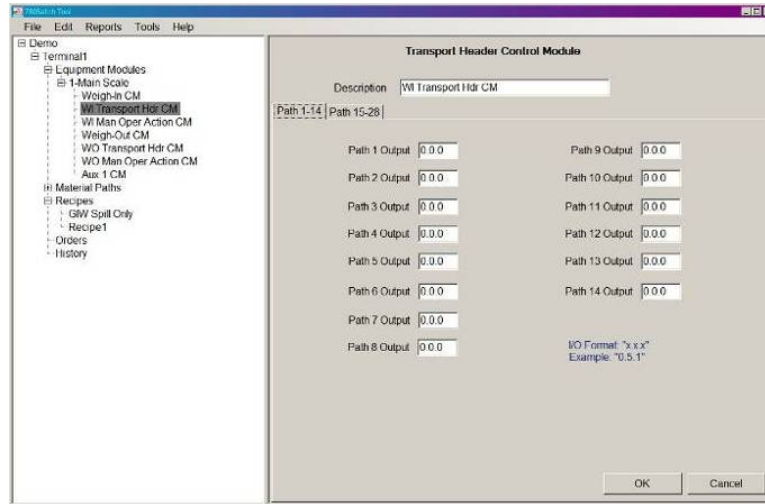 780Batch Tool
File Edit Reports Tools Help
Demo
Terminal1
Equipment Modules
1-Main Scale
Weigh-In CM
WI Transport Hdr CM
WI Man Oper Action CM
Weigh-Out CM
WO Transport Hdr CM
WO Man Oper Action CM
Aux 1 CM
Material Paths
Recipes
GIW Spill Only
Recipe1
Orders
History
Transport Header Control Module
Description WI Transport Hdr CM
Path 1-14 Path 15-28
Path 1 Output 0.0.0
Path 2 Output 0.0.0
Path 3 Output 0.0.0
Path 4 Output 0.0.0
Path 5 Output 0.0.0
Path 6 Output 0.0.0
Path 7 Output 0.0.0
Path 8 Output 0.0.0
Path 9 Output 0.0.0
Path 10 Output 0.0.0
Path 11 Output 0.0.0
Path 12 Output 0.0.0
Path 13 Output 0.0.0
Path 14 Output 0.0.0
I/O Format: "x.x.x"
Example: "0.5.1"
OK Cancel